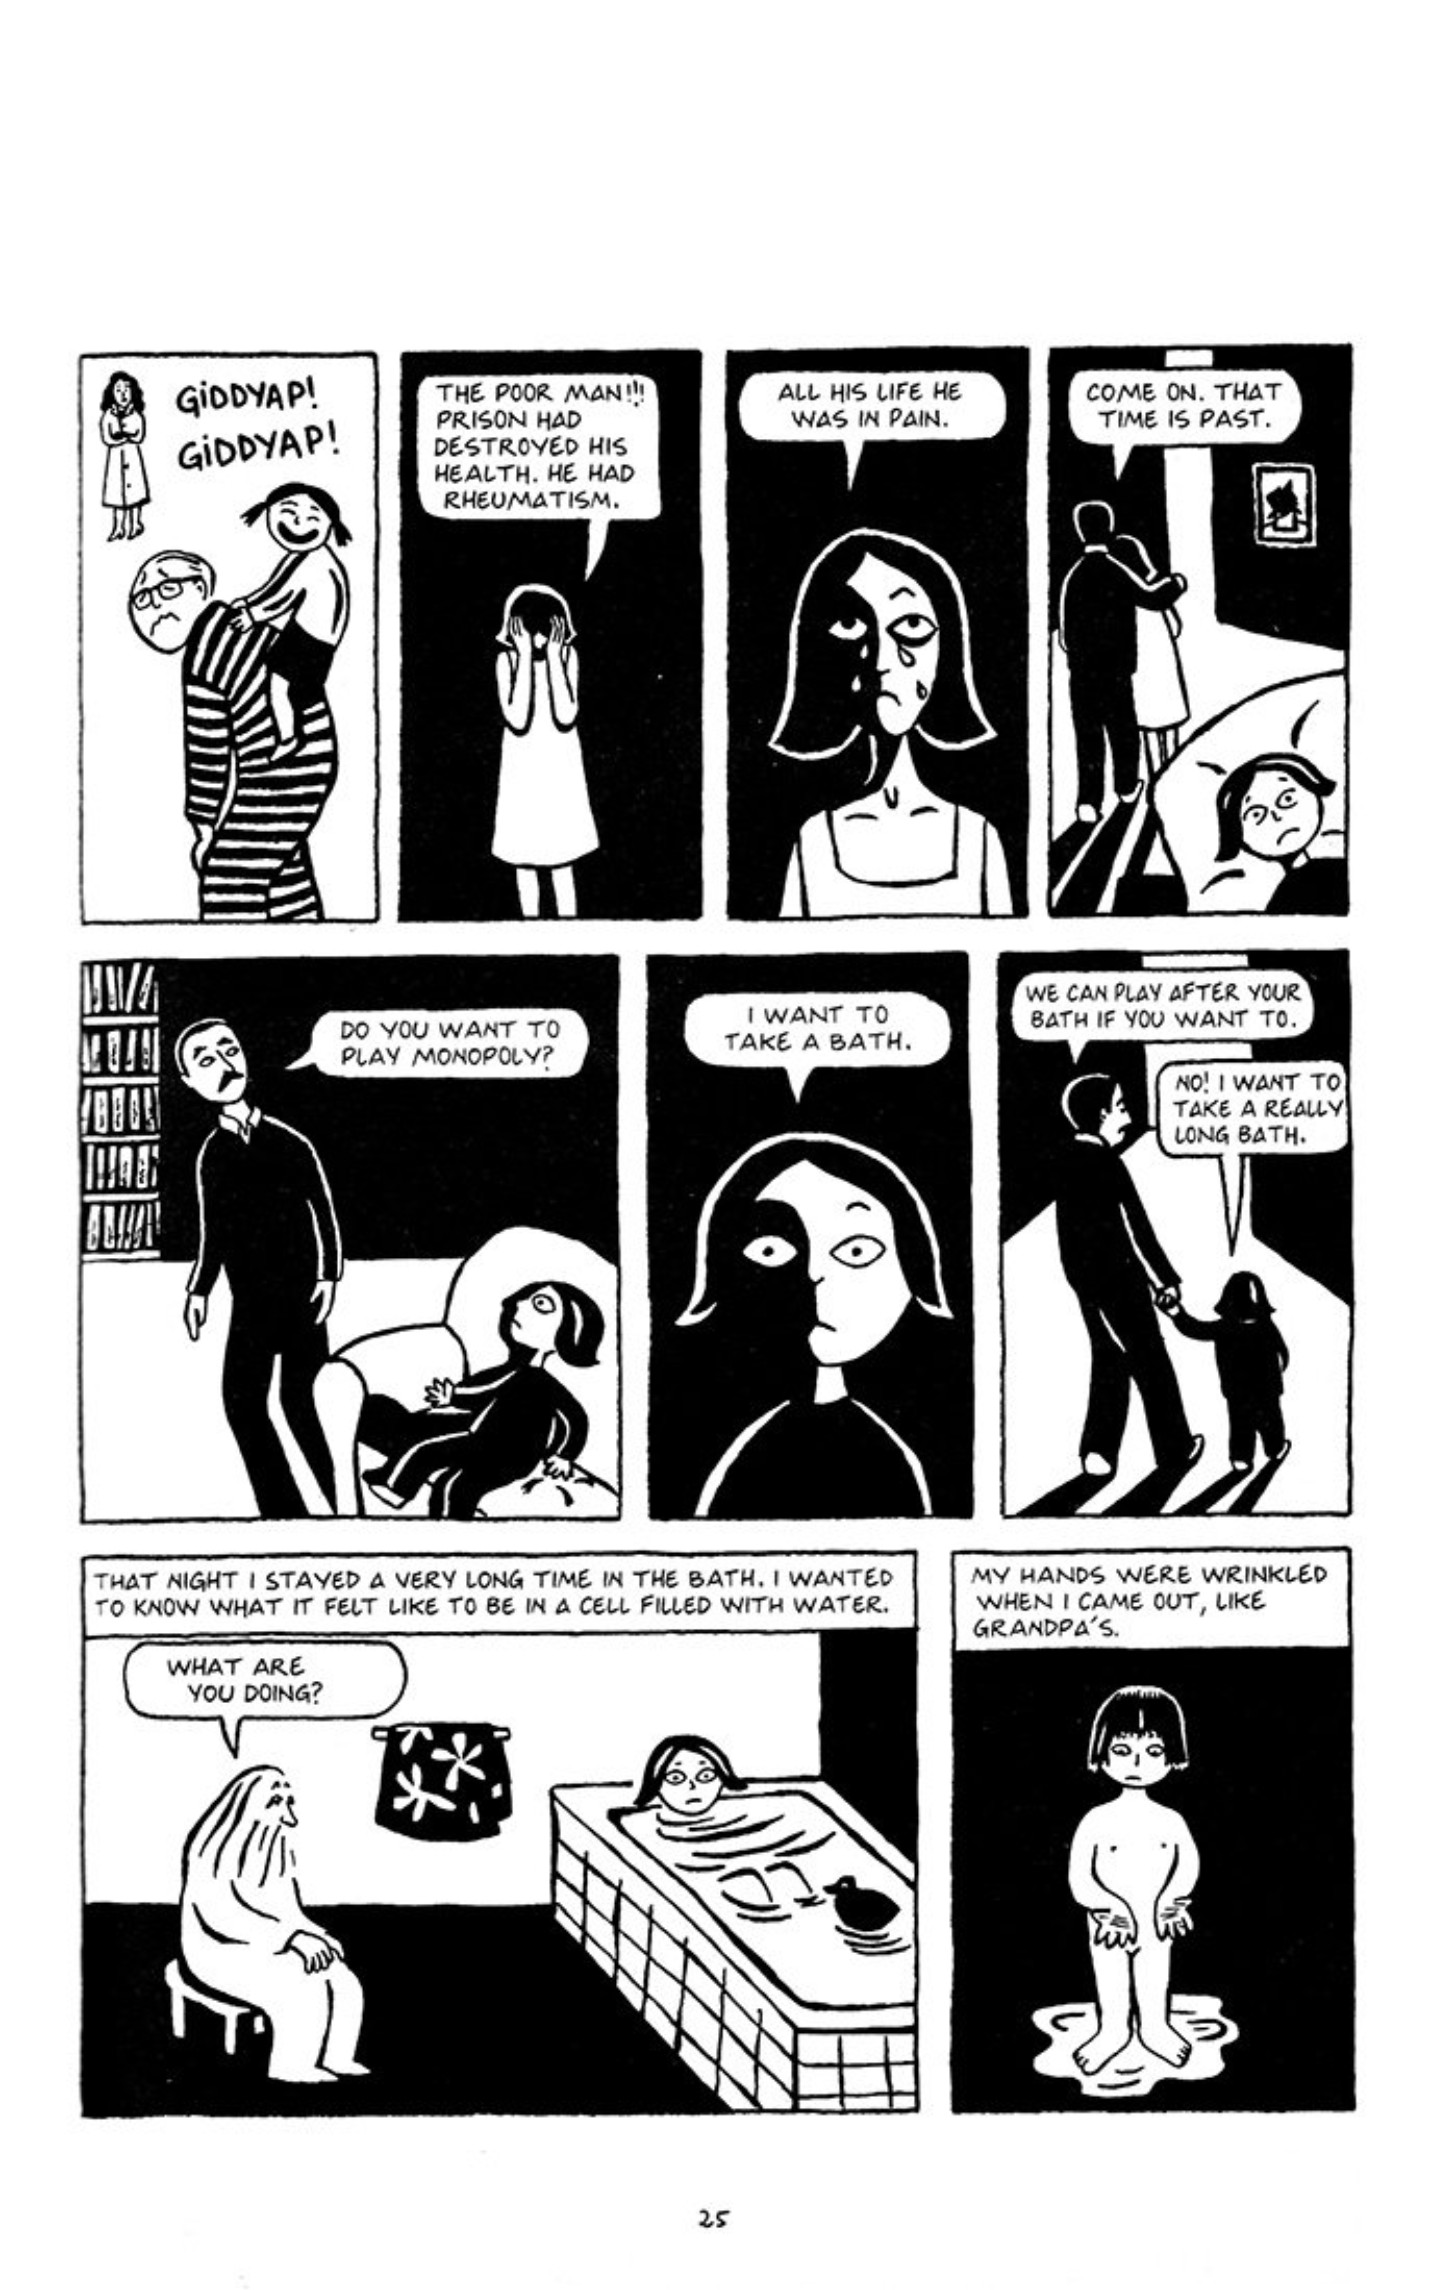 GiDDYAP!
GiDDYAP!
THE POOR MAN!!!
PRISON HAD
DESTROYED HIS
HEALTH. HE HAD
RHEUMATISM.
ALL HIS LIFE HE
WAS IN PAIN.
COME ON. THAT
TIME IS PAST.
DO YOU WANT TO
PLAY MONOPOLY?
I WANT TO
TAKE A BATH.
WE CAN PLAY AFTER YOUR
BATH IF YOU WANT TO.
NO! I WANT TO
TAKE A REALLY
LONG BATH.
THAT NIGHT I STAYED A VERY LONG TIME IN THE BATH. I WANTED
TO KNOW WHAT IT FELT LIKE TO BE IN A CELL FILLED WITH WATER.
WHAT ARE
YOU DOING?
MY HANDS WERE WRINKLED
WHEN I CAME OUT, LIKE
GRANDPA'S.
25